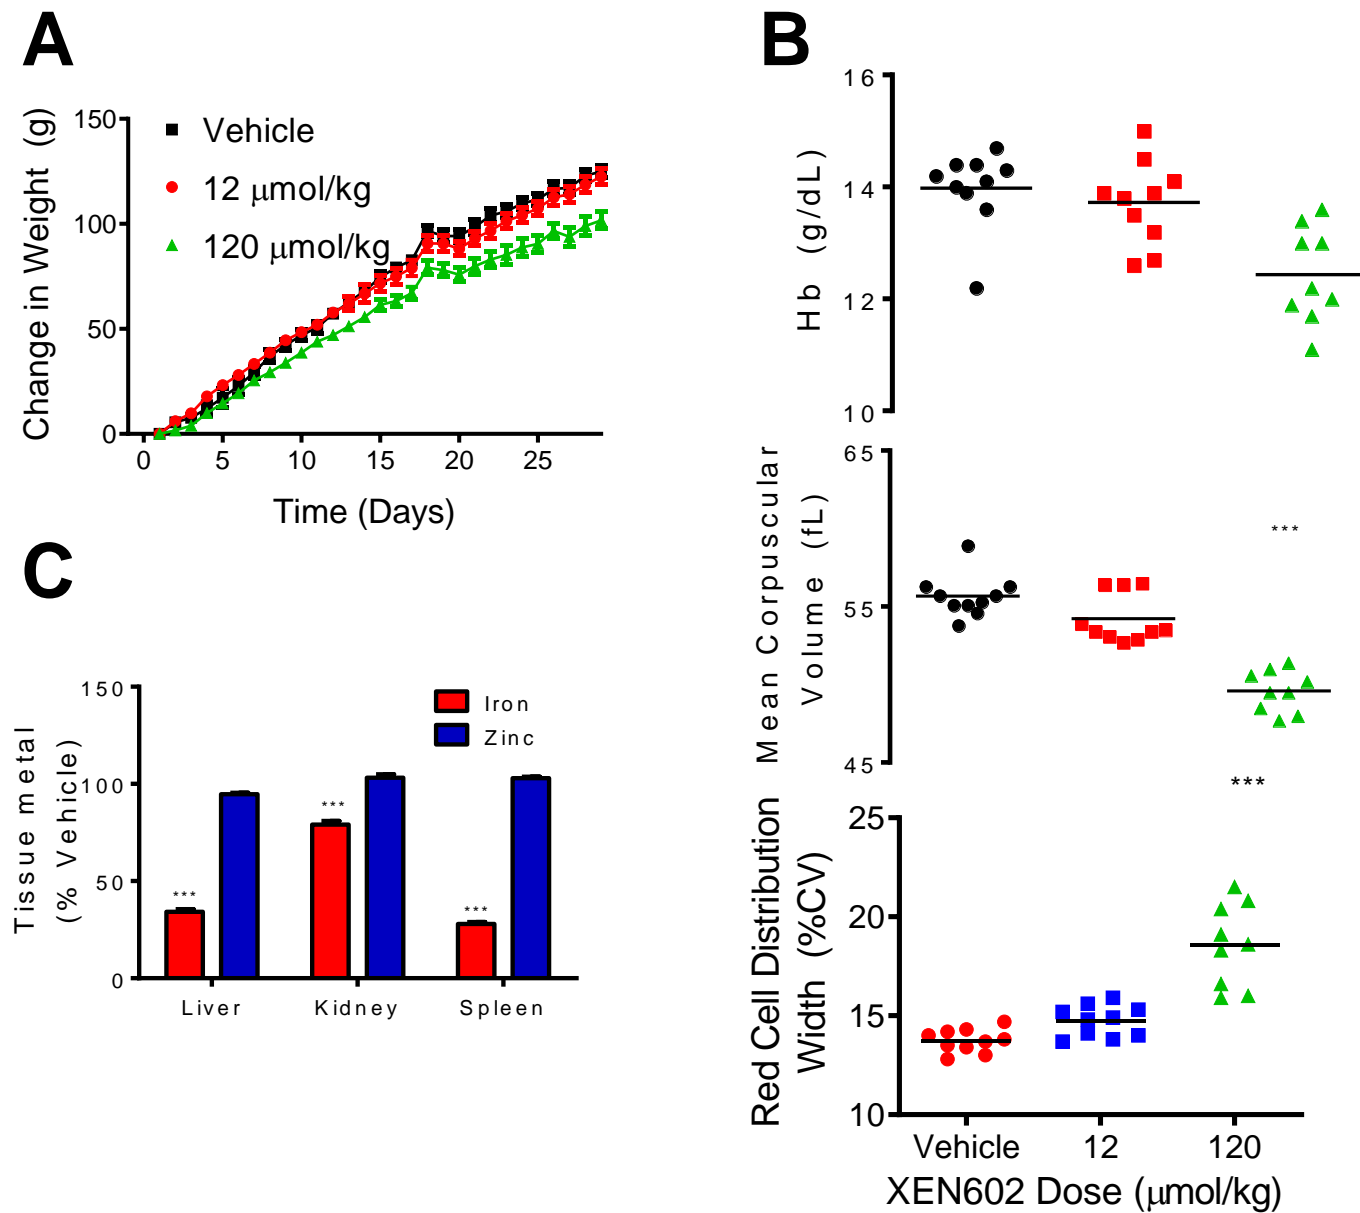 A
Change in Weight (g)
150
100
50
0
Vehicle
12 μmol/kg
120 μmol/kg
0 5 10 15 20 25
Time (Days)
B
Hb (g/dL)
16
14
12
10
Mean Corpuscular
Volume (fL)
65
55
45
***
***
Red Cell Distribution
Width (%CV)
25
20
15
10
Vehicle 12 120
XEN602 Dose (μmol/kg)
C
Tissue metal
(% Vehicle)
150
100
50
0
Iron
Zinc
***
***
***
Liver Kidney Spleen